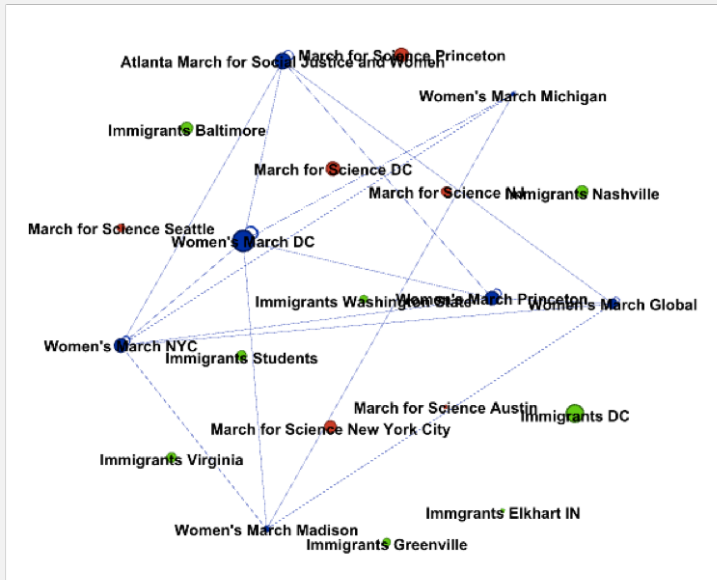 March for Science Princeton
Atlanta March for Social Justice and Women
Women's March Michigan
Immigrants Baltimore
March for Science DC
March for Science NJ
Immigrants Nashville
March for Science Seattle
Women's March DC
Immigrants Washington State
Women's March Princeton
Women's March Global
Women's March NYC
Immigrants Students
March for Science Austin
Immigrants DC
March for Science New York City
Immigrants Virginia
Immgrants Elkhart IN
Women's March Madison
Immigrants Greenville